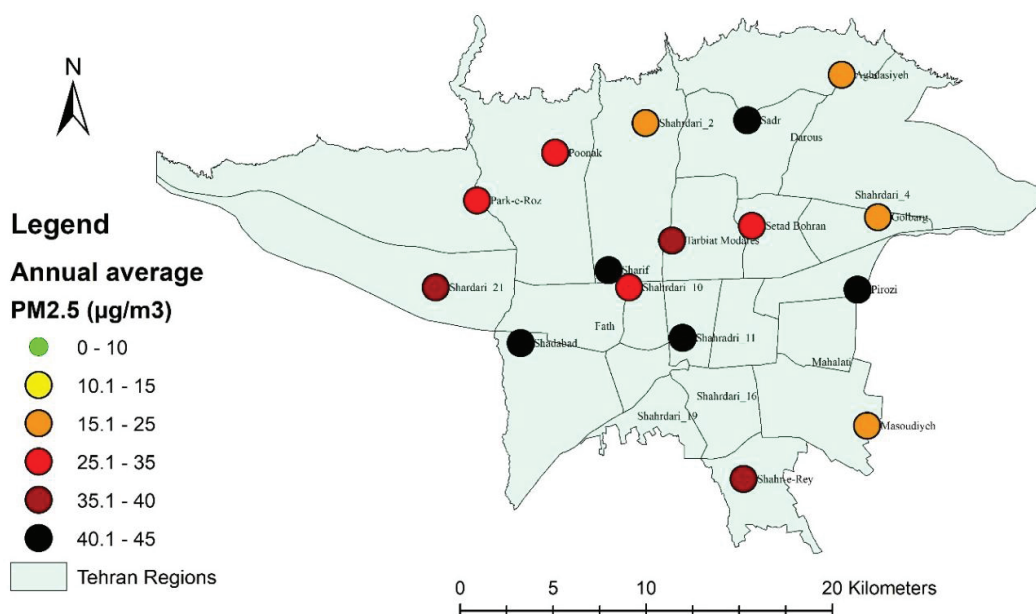 N
Aghdasiyeh
Shahrdari_2
Sadr
Darous
Poonak
Park-e-Roz
Shahrdari_4
Golbarg
Setad Bohran
Tarbiat Modares
Sharif
Shahrdari_10
Shardari_21
Pirozi
Fath
Shahradri_11
Shadabad
Mahalati
Shahrdari_16
Shahrdari_19
Masoudiyeh
Shahr-e-Rey
Legend
Annual average
PM2.5 (µg/m3)
0 - 10
10.1 - 15
15.1 - 25
25.1 - 35
35.1 - 40
40.1 - 45
Tehran Regions
0 5 10 20 Kilometers